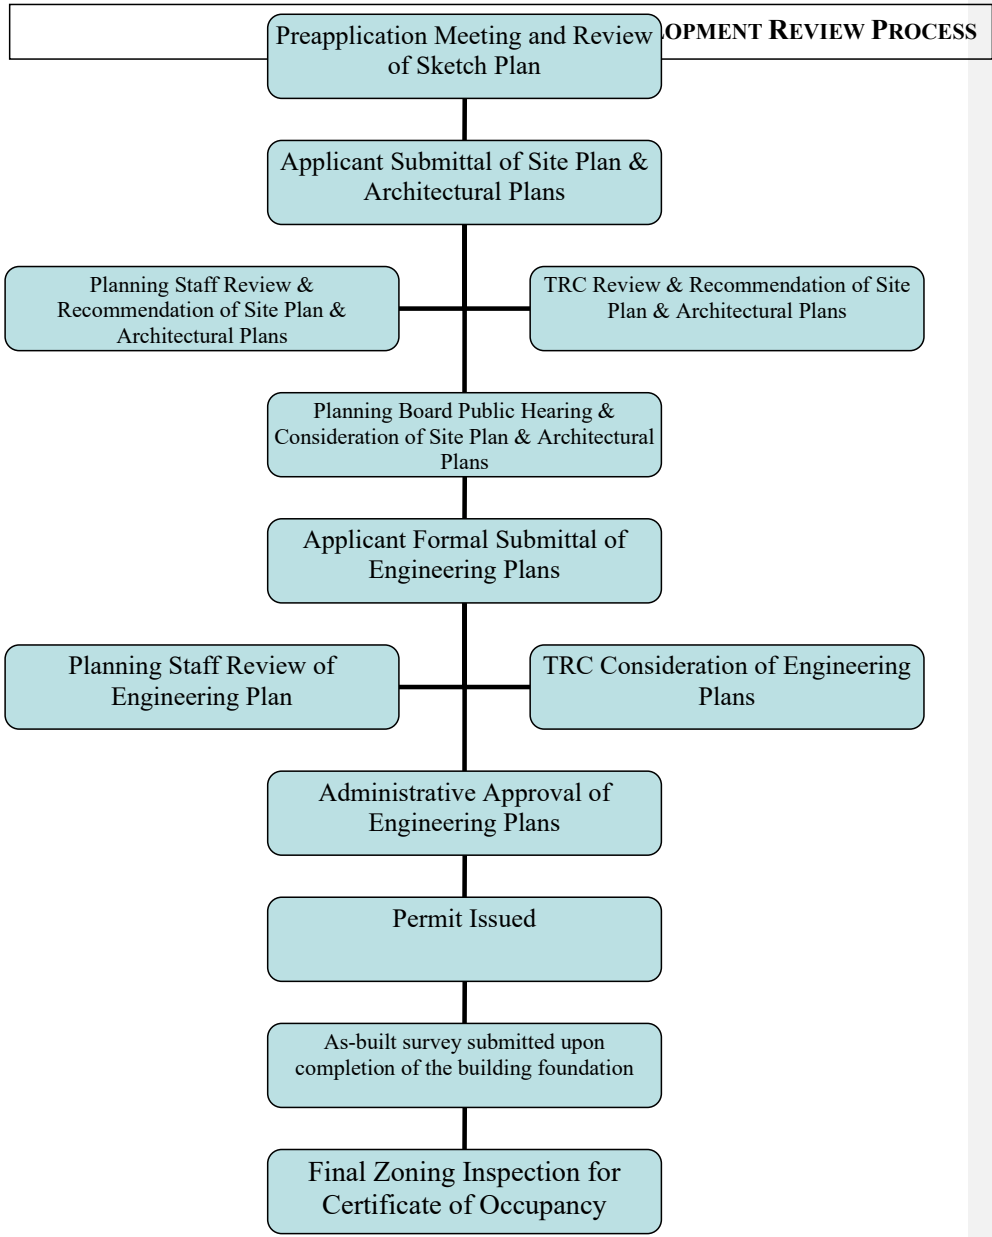 Preapplication Meeting and Review
of Sketch Plan
REVIEW PROCESS
Applicant Submittal of Site Plan &
Architectural Plans
Planning Staff Review &
Recommendation of Site Plan &
Architectural Plans
TRC Review & Recommendation of Site
Plan & Architectural Plans
Planning Board Public Hearing &
Consideration of Site Plan & Architectural
Plans
Applicant Formal Submittal of
Engineering Plans
Planning Staff Review of
Engineering Plan
TRC Consideration of Engineering
Plans
Administrative Approval of
Engineering Plans
Permit Issued
As-built survey submitted upon
completion of the building foundation
Final Zoning Inspection for
Certificate of Occupancy